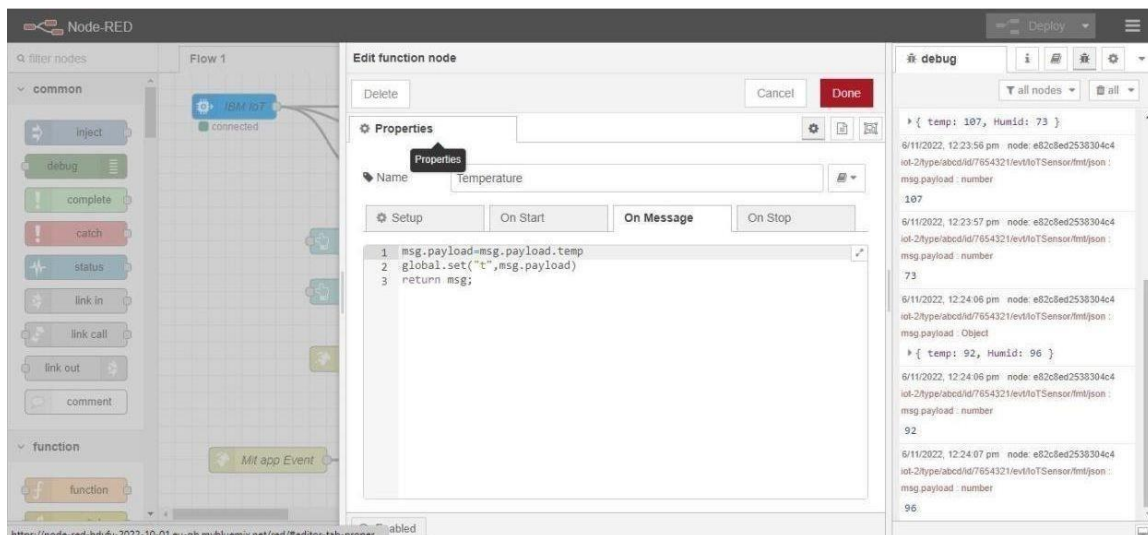 Node-RED
Deploy
filter nodes
common
inject
debug
complete
catch
status
link in
link call
link out
comment
function
function
Flow 1
IBM IoT
connected
Mit app Event
Edit function node
Delete
Cancel
Done
Properties
Properties
Name
Temperature
Setup
On Start
On Message
On Stop
1 msg.payload=msg.payload.temp
2 global.set("t",msg.payload)
3 return msg;
debug
all nodes
all
{ temp: 107, Humid: 73 }
6/11/2022, 12:23:56 pm node: e82c8ed2538304c4
iot-2/type/abcd/id/7654321/evt/IoTSensor/fmt/json :
msg.payload : number
107
6/11/2022, 12:23:57 pm node: e82c8ed2538304c4
iot-2/type/abcd/id/7654321/evt/IoTSensor/fmt/json :
msg.payload : number
73
6/11/2022, 12:24:06 pm node: e82c8ed2538304c4
iot-2/type/abcd/id/7654321/evt/IoTSensor/fmt/json :
msg.payload : Object
{ temp: 92, Humid: 96 }
6/11/2022, 12:24:06 pm node: e82c8ed2538304c4
iot-2/type/abcd/id/7654321/evt/IoTSensor/fmt/json :
msg.payload : number
92
6/11/2022, 12:24:07 pm node: e82c8ed2538304c4
iot-2/type/abcd/id/7654321/evt/IoTSensor/fmt/json :
msg.payload : number
96